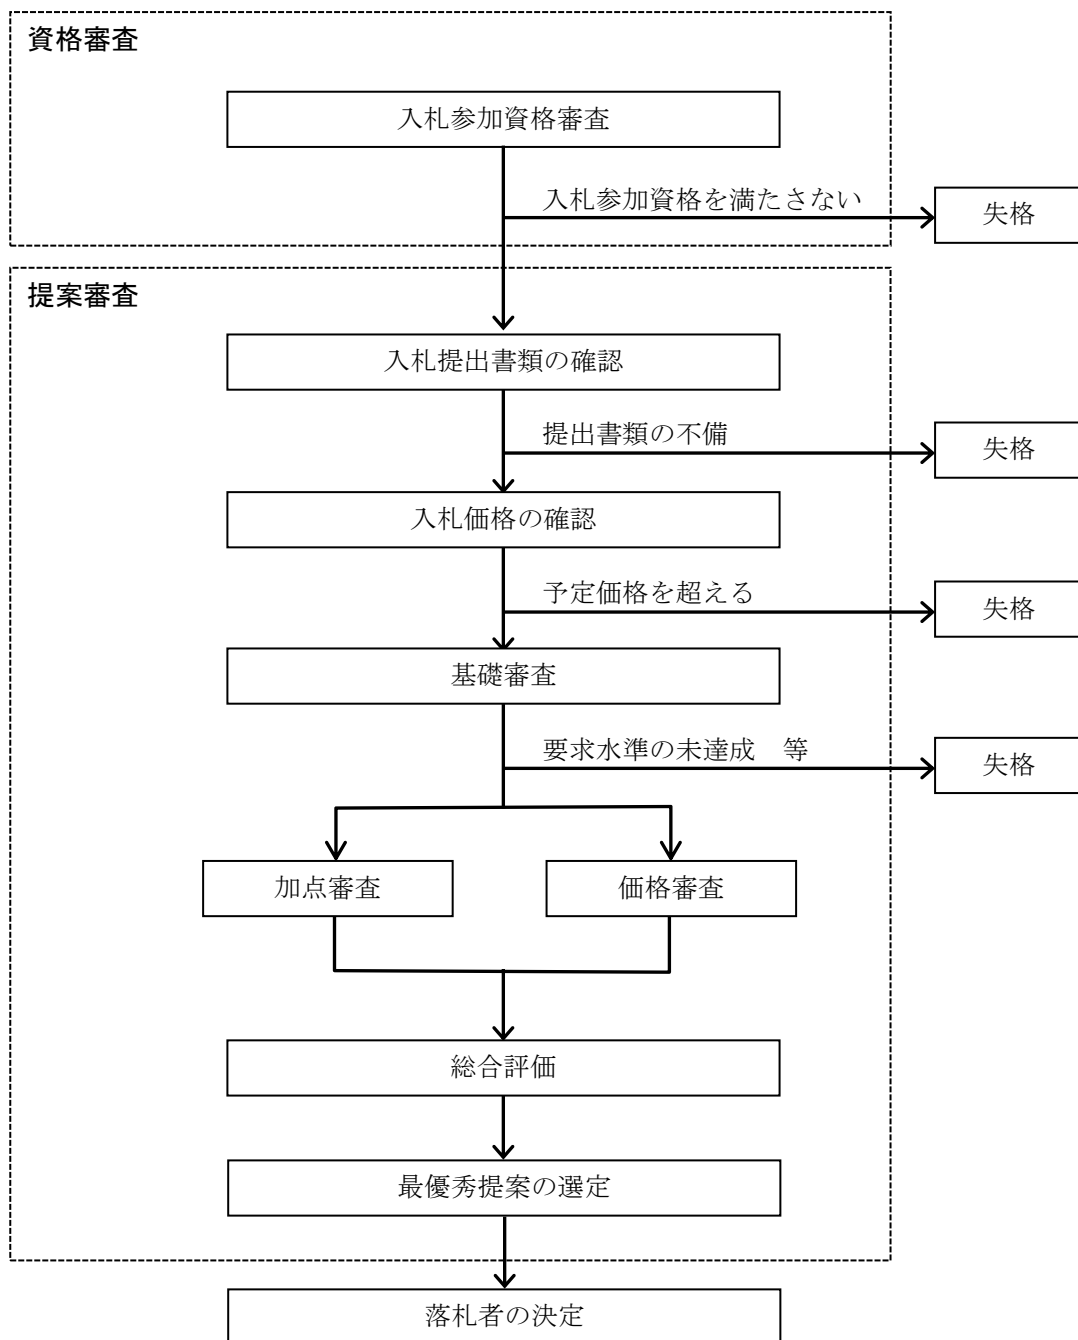 資格審査
入札参加資格審査
入札参加資格を満たさない
失格
提案審査
入札提出書類の確認
提出書類の不備
失格
入札価格の確認
予定価格を超える
失格
基礎審査
要求水準の未達成　等
失格
加点審査
価格審査
総合評価
最優秀提案の選定
落札者の決定